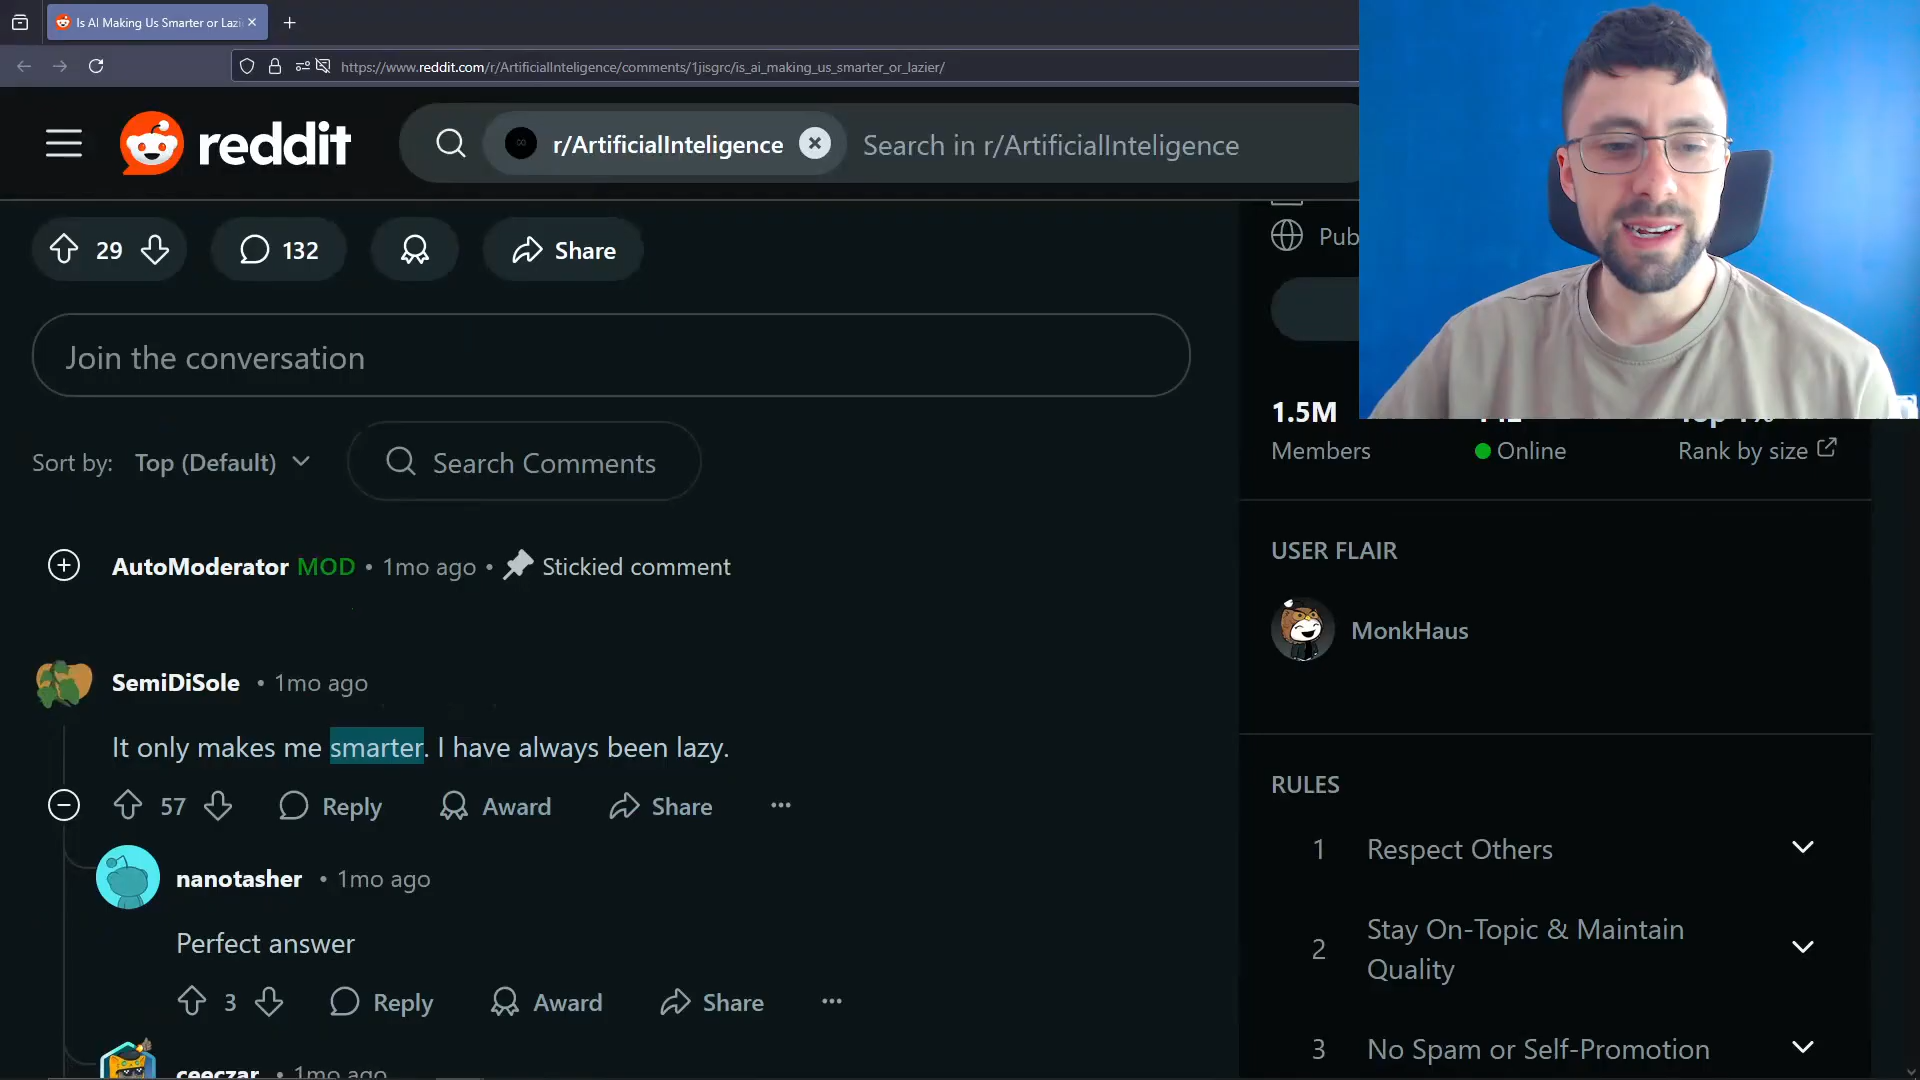 Is AI Making Us Smarter or Lazi
https://www.reddit.com/r/ArtificialInteligence/comments/1jisgrc/is_ai_making_us_smarter_or_lazier/
reddit
r/ArtificialInteligence
Search in r/ArtificialInteligence
29
132
Share
Pub
Join the conversation
1.5M
Members
Online
Rank by size
Sort by: Top (Default)
Search Comments
AutoModerator MOD • 1mo ago • Stickied comment
USER FLAIR
MonkHaus
SemiDiSole • 1mo ago
It only makes me smarter. I have always been lazy.
57
Reply
Award
Share
•••
RULES
1 Respect Others
nanotasher • 1mo ago
Perfect answer
2 Stay On-Topic & Maintain
Quality
3
Reply
Award
Share
•••
3 No Spam or Self-Promotion
ceeczar • 1mo ago